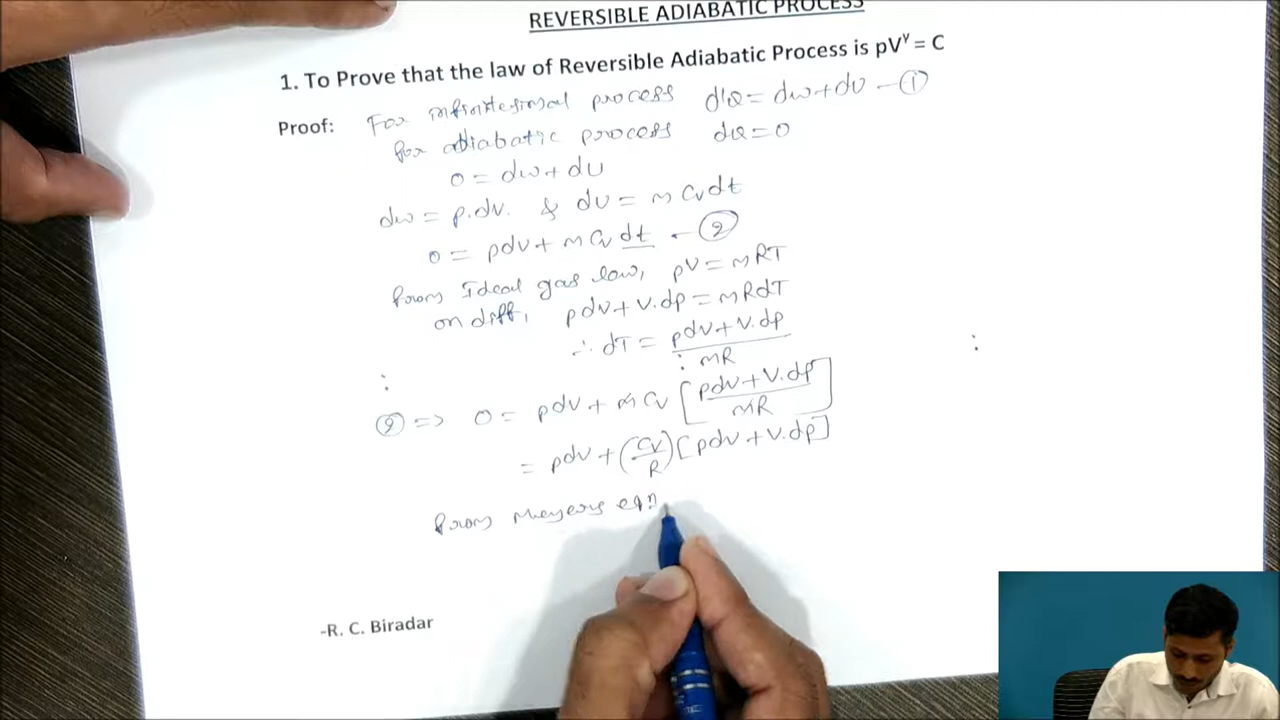 REVERSIBLE ADIABATIC PROCESS
1. To Prove that the law of Reversible Adiabatic Process is pVᵞ = C
Proof: For infinitesimal process dQ = dw + dU — ①
for adiabatic process dQ = 0
0 = dw + dU
dw = p.dv. & dU = m Cv dt
0 = pdv + m Cv dt — ②
from Ideal gas law, pV = mRT
on diff, pdv + V.dp = mRdT
∴ dT = pdv + V.dp / mR
② => 0 = pdv + m Cv [pdv + V.dp / mR]
= pdv + (Cv/R) [pdv + V.dp]
from Meyers eqn
-R. C. Biradar